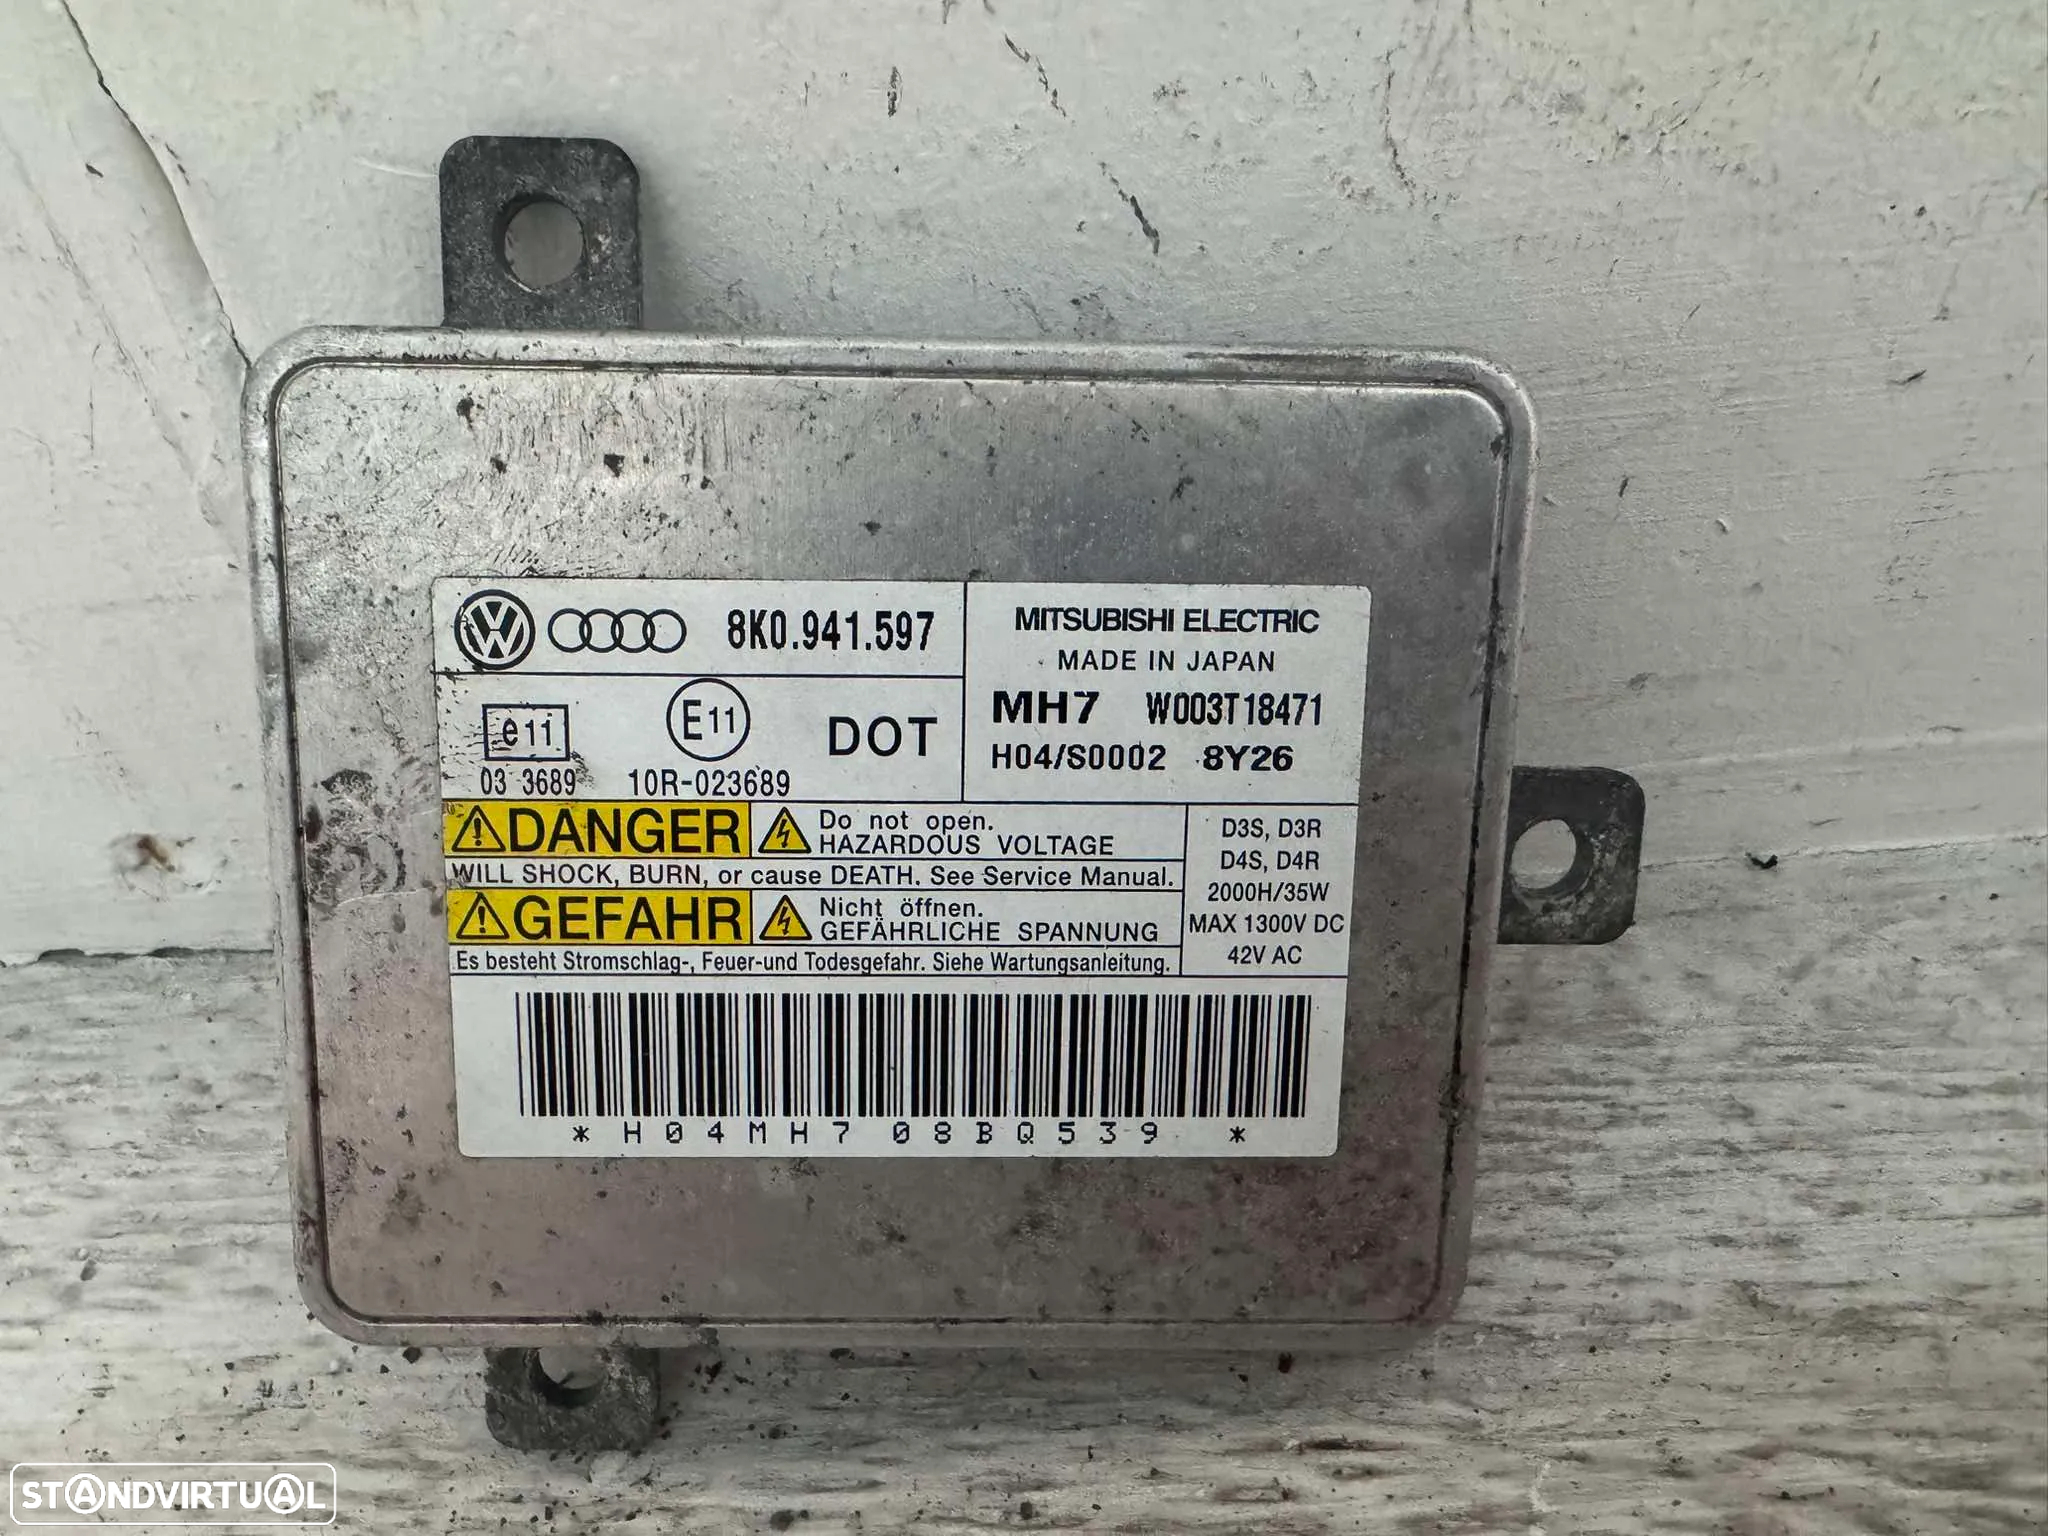 VW 8K0.941.597
MITSUBISHI ELECTRIC
MADE IN JAPAN
MH7 W003T18471
H04/S0002 8Y26
e11 E11 DOT
03 3689 10R-023689
⚠DANGER Do not open.
HAZARDOUS VOLTAGE
WILL SHOCK, BURN, or cause DEATH. See Service Manual.
⚠GEFAHR Nicht öffnen.
GEFÄHRLICHE SPANNUNG
Es besteht Stromschlag-, Feuer-und Todesgefahr. Siehe Wartungsanleitung.
D3S, D3R
D4S, D4R
2000H/35W
MAX 1300V DC
42V AC
*H04MH708BQ539 *
STANDVIRTUAL